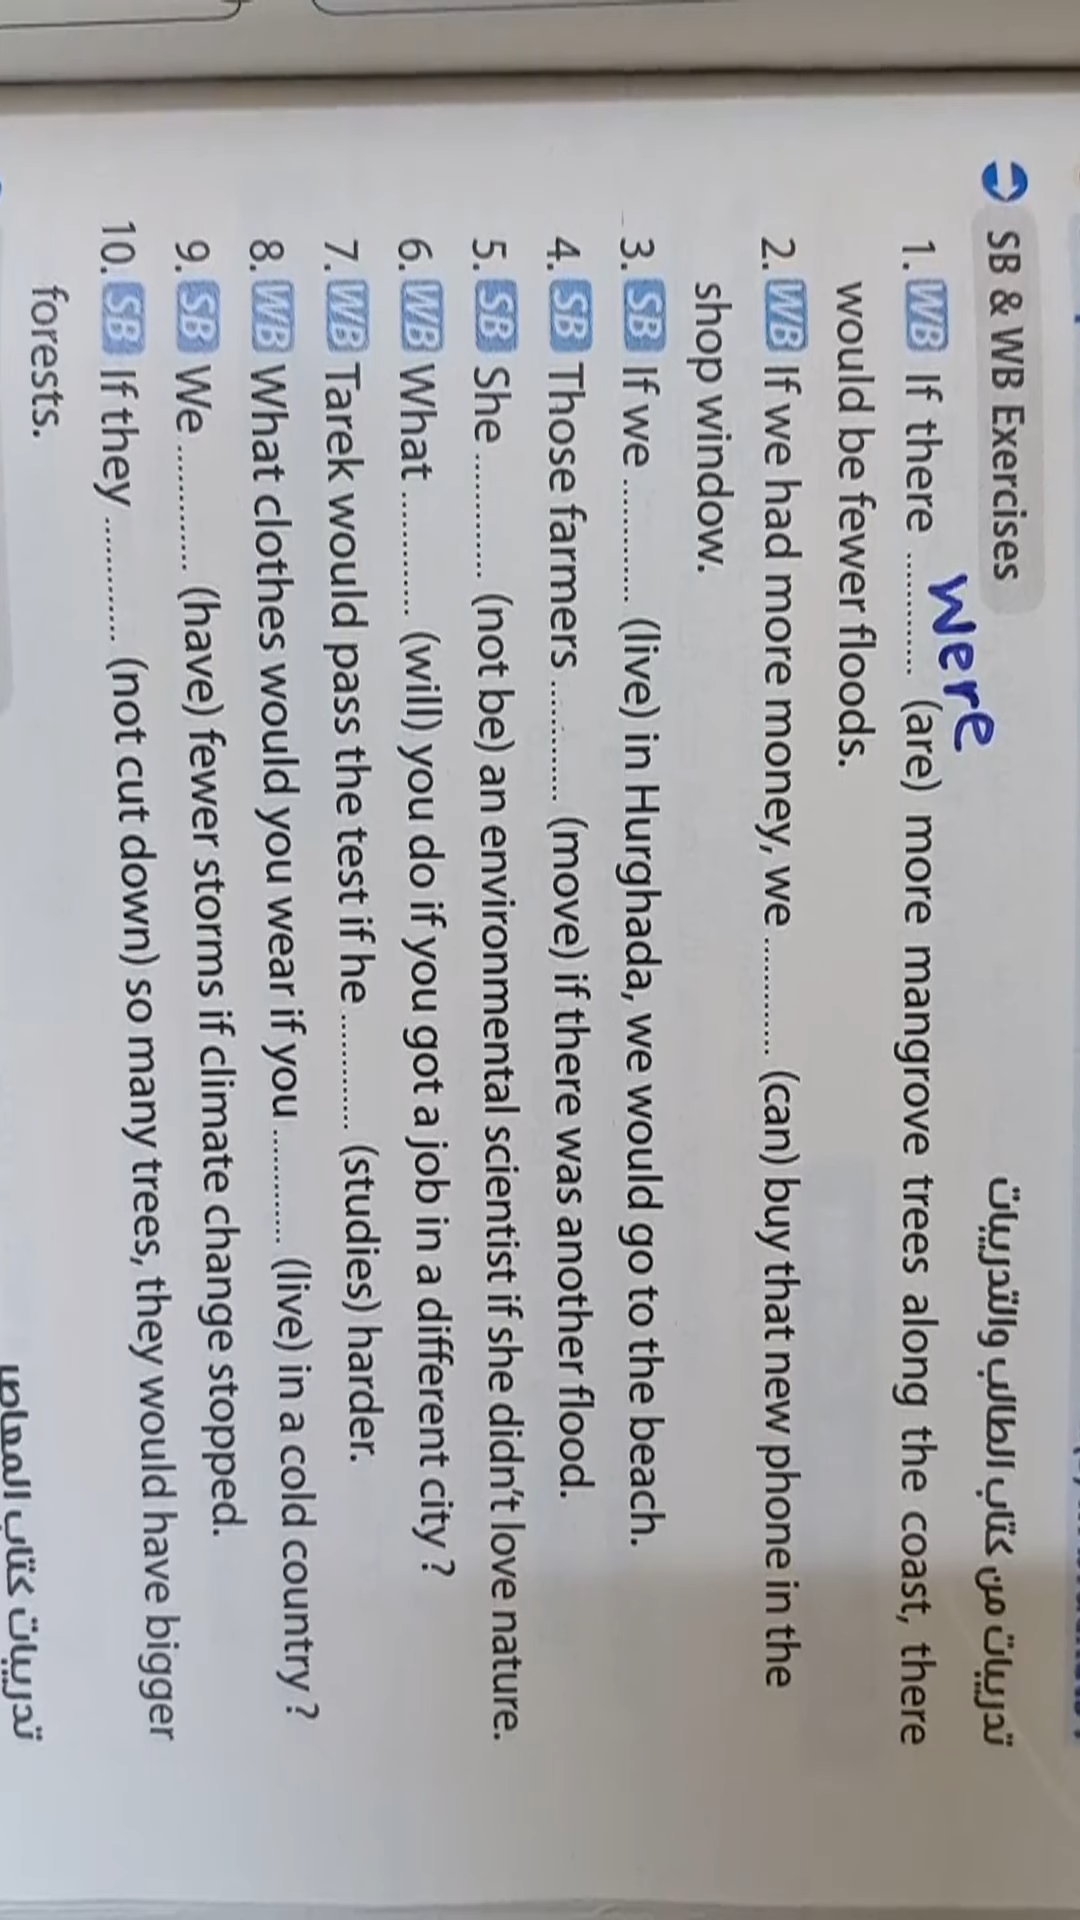 SB & WB Exercises تدريبات من كتاب الطالب والتدريبات
were
1. WB If there ............ (are) more mangrove trees along the coast, there
would be fewer floods.
2. WB If we had more money, we ............ (can) buy that new phone in the
shop window.
3. SB If we ............ (live) in Hurghada, we would go to the beach.
4. SB Those farmers ............ (move) if there was another flood.
5. SB She ............ (not be) an environmental scientist if she didn't love nature.
6. WB What ............ (will) you do if you got a job in a different city?
7. WB Tarek would pass the test if he ............ (studies) harder.
8. WB What clothes would you wear if you ............ (live) in a cold country?
9. SB We ............ (have) fewer storms if climate change stopped.
10. SB If they ............ (not cut down) so many trees, they would have bigger
forests.
تدريبات كتاب